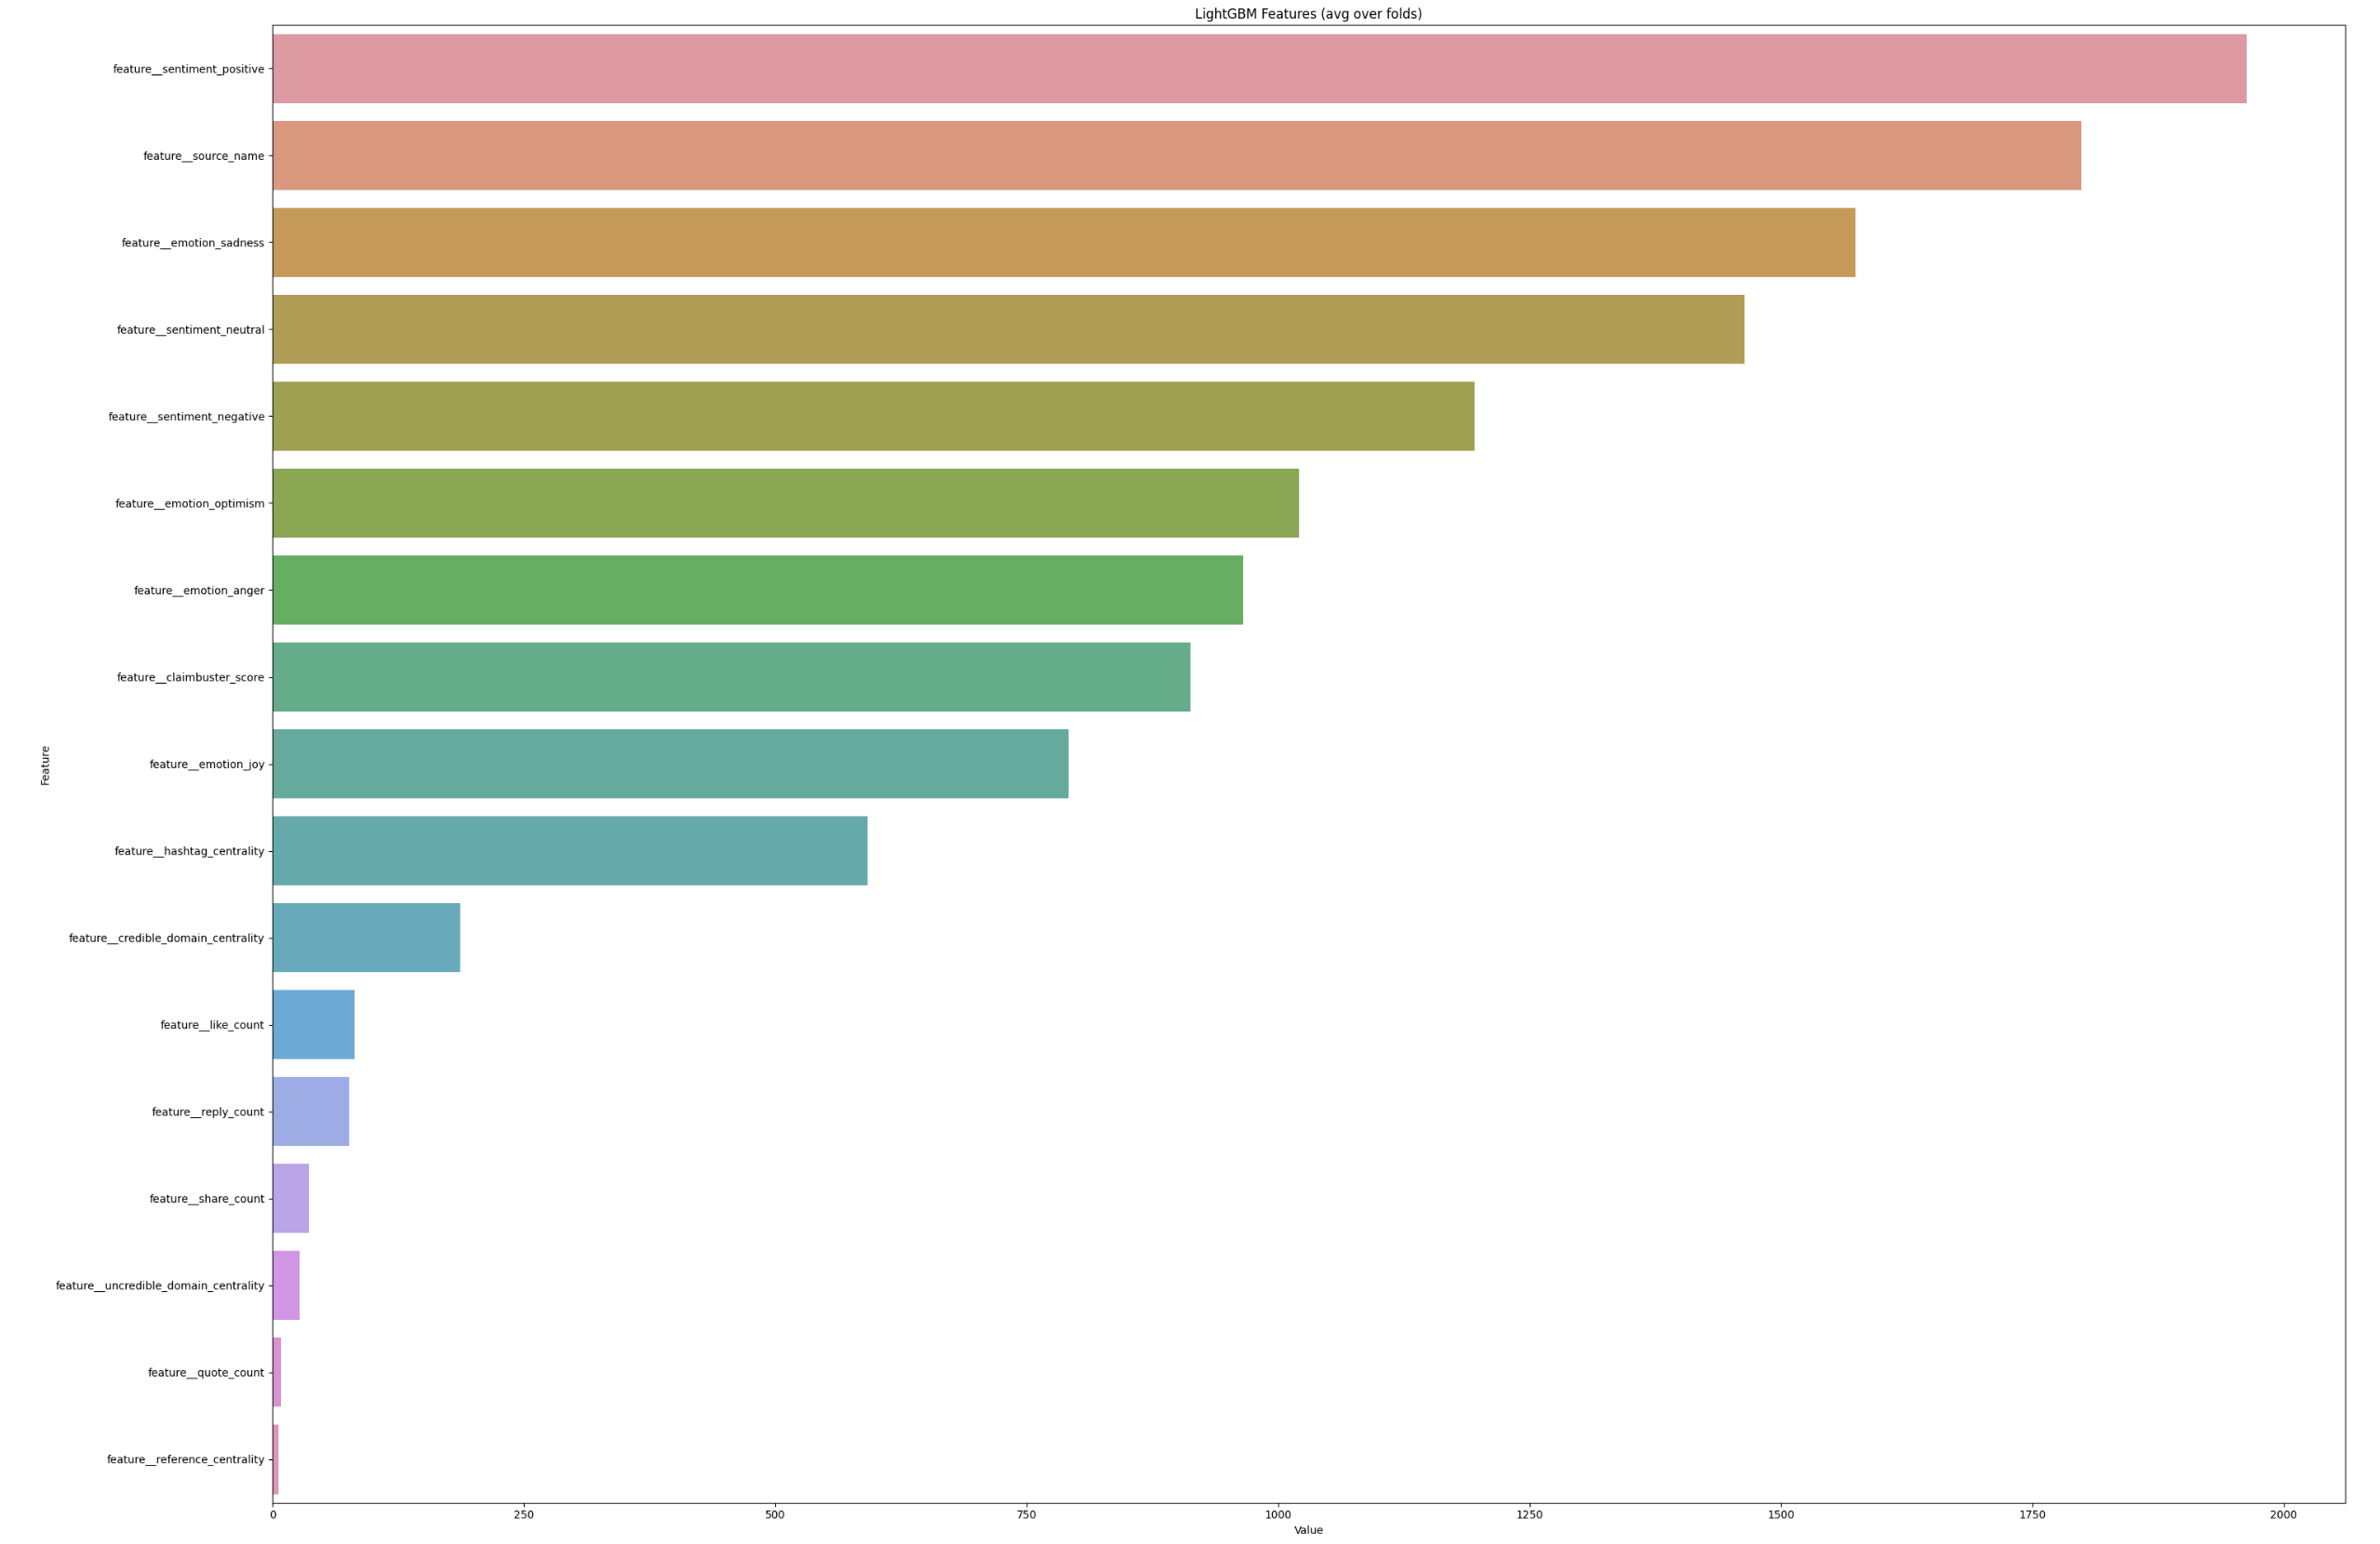 LightGBM Features (avg over folds)
feature__sentiment_positive
feature__source_name
feature__emotion_sadness
feature__sentiment_neutral
feature__sentiment_negative
feature__emotion_optimism
feature__emotion_anger
feature__claimbuster_score
feature__emotion_joy
feature__hashtag_centrality
feature__credible_domain_centrality
feature__like_count
feature__reply_count
feature__share_count
feature__uncredible_domain_centrality
feature__quote_count
feature__reference_centrality
Feature
0 250 500 750 1000 1250 1500 1750 2000
Value